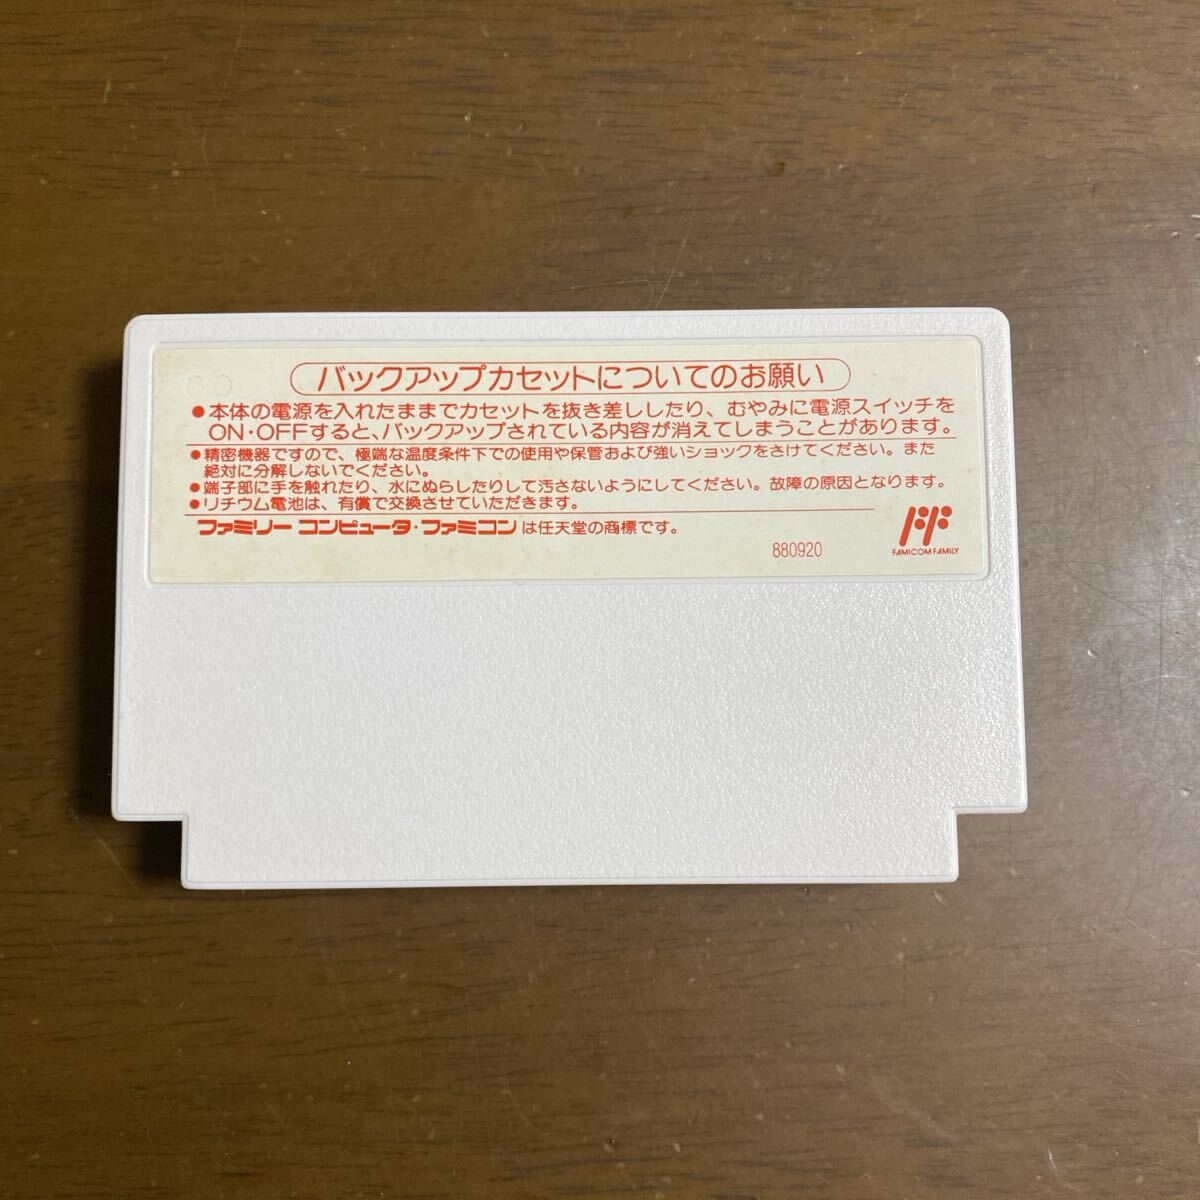 バックアップカセットについてのお願い
●本体の電源を入れたままでカセットを抜き差ししたり、むやみに電源スイッチを
ON・OFFすると、バックアップされている内容が消えてしまうことがあります。
●精密機器ですので、極端な温度条件下での使用や保管および強いショックをさけてください。また
絶対に分解しないでください。
●端子部に手を触れたり、水にぬらしたりして汚さないようにしてください。故障の原因となります。
●リチウム電池は、有償で交換させていただきます。
ファミリー コンピュータ・ファミコンは任天堂の商標です。
880920
FAMICOM FAMILY